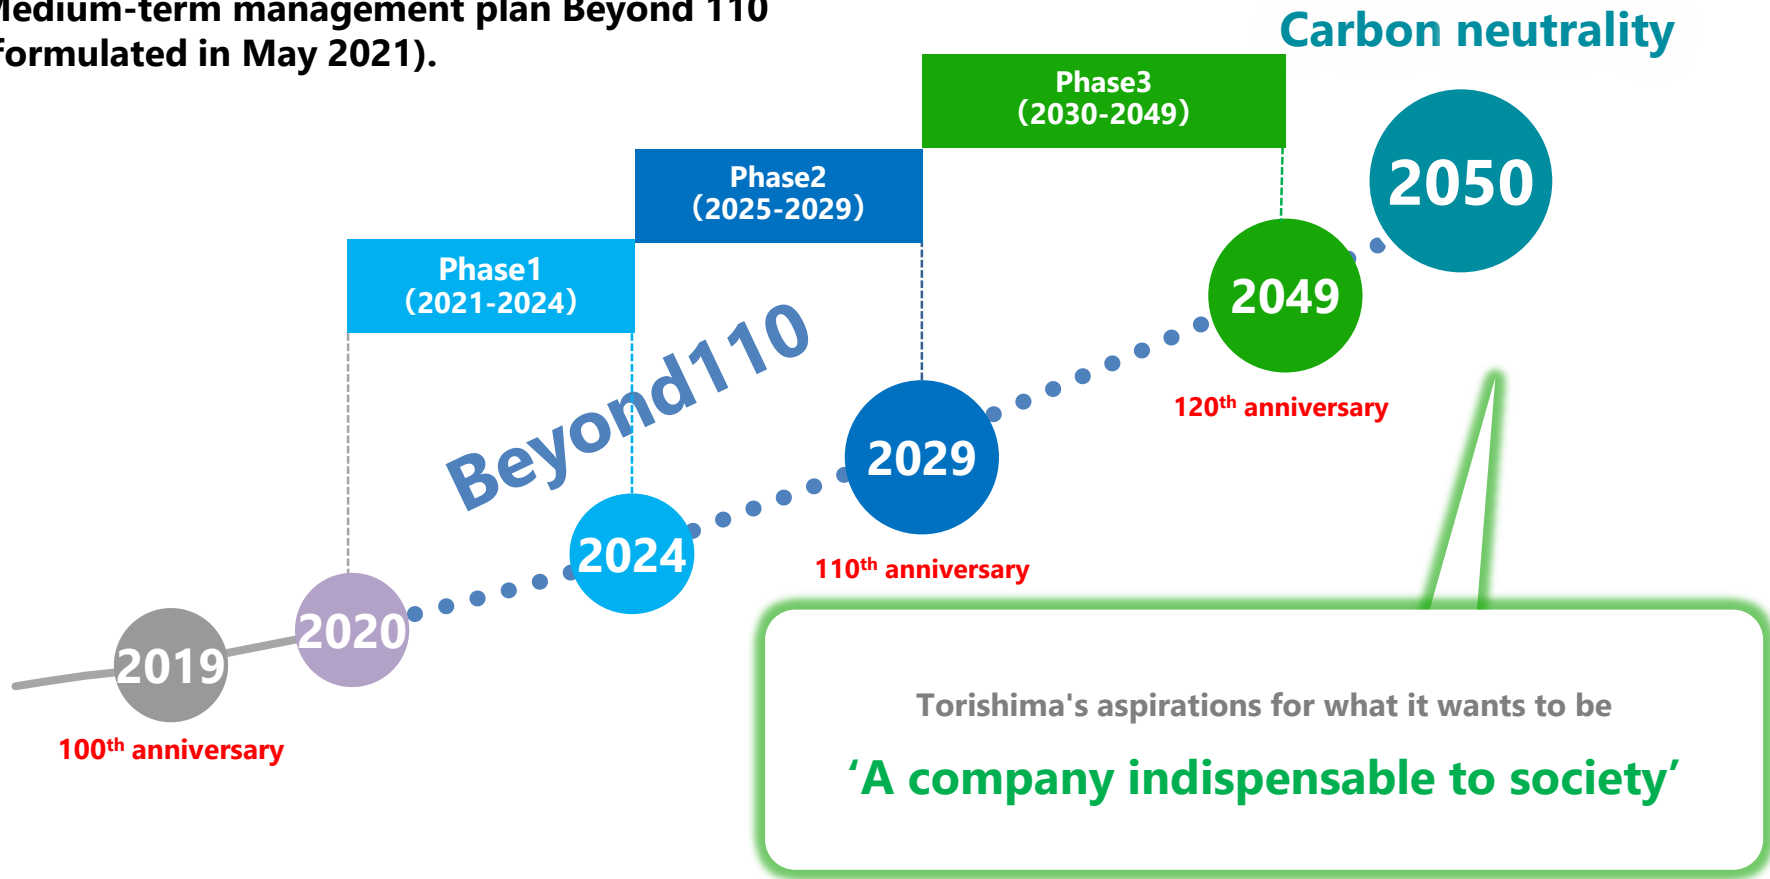 Medium-term management plan Beyond 110
formulated in May 2021).
Carbon neutrality
Phase3
（2030-2049）
2050
Phase2
（2025-2029）
Phase1
（2021-2024）
2049
Beyond110
120th anniversary
2029
2024
110th anniversary
2020
2019
100th anniversary
Torishima's aspirations for what it wants to be
‘A company indispensable to society’